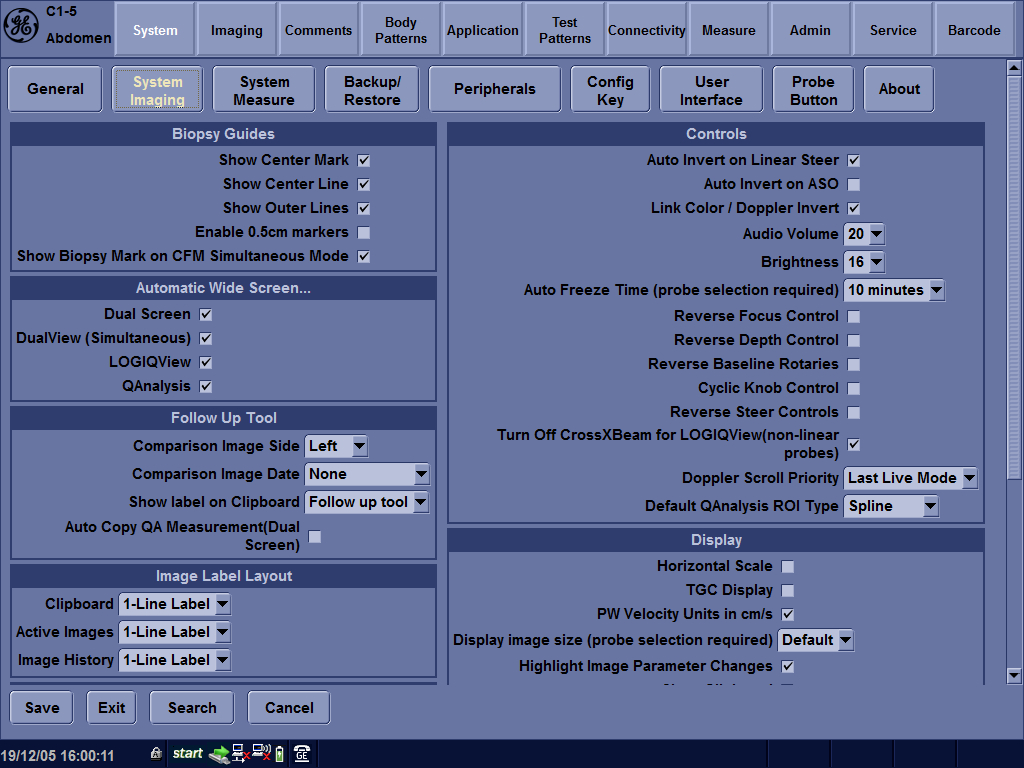 C1-5
Abdomen
System
Imaging
Comments
Body
Patterns
Application
Test
Patterns
Connectivity
Measure
Admin
Service
Barcode
General
System
Imaging
System
Measure
Backup/
Restore
Peripherals
Config
Key
User
Interface
Probe
Button
About
Biopsy Guides
Show Center Mark
Show Center Line
Show Outer Lines
Enable 0.5cm markers
Show Biopsy Mark on CFM Simultaneous Mode
Automatic Wide Screen...
Dual Screen
DualView (Simultaneous)
LOGIQView
QAnalysis
Follow Up Tool
Comparison Image Side Left
Comparison Image Date None
Show label on Clipboard Follow up tool
Auto Copy QA Measurement(Dual
Screen)
Image Label Layout
Clipboard 1-Line Label
Active Images 1-Line Label
Image History 1-Line Label
Controls
Auto Invert on Linear Steer
Auto Invert on ASO
Link Color / Doppler Invert
Audio Volume 20
Brightness 16
Auto Freeze Time (probe selection required) 10 minutes
Reverse Focus Control
Reverse Depth Control
Reverse Baseline Rotaries
Cyclic Knob Control
Reverse Steer Controls
Turn Off CrossXBeam for LOGIQView(non-linear
probes)
Doppler Scroll Priority Last Live Mode
Default QAnalysis ROI Type Spline
Display
Horizontal Scale
TGC Display
PW Velocity Units in cm/s
Display image size (probe selection required) Default
Highlight Image Parameter Changes
Save
Exit
Search
Cancel
19/12/05 16:00:11
start
GE